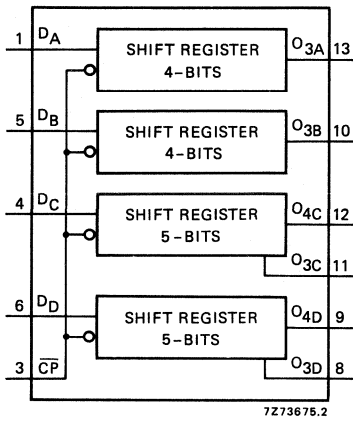 1 DA SHIFT REGISTER 4-BITS O3A 13
5 DB SHIFT REGISTER 4-BITS O3B 10
4 DC SHIFT REGISTER 5-BITS O4C 12
O3C 11
6 DD SHIFT REGISTER 5-BITS O4D 9
3 CP O3D 8
7Z73675.2